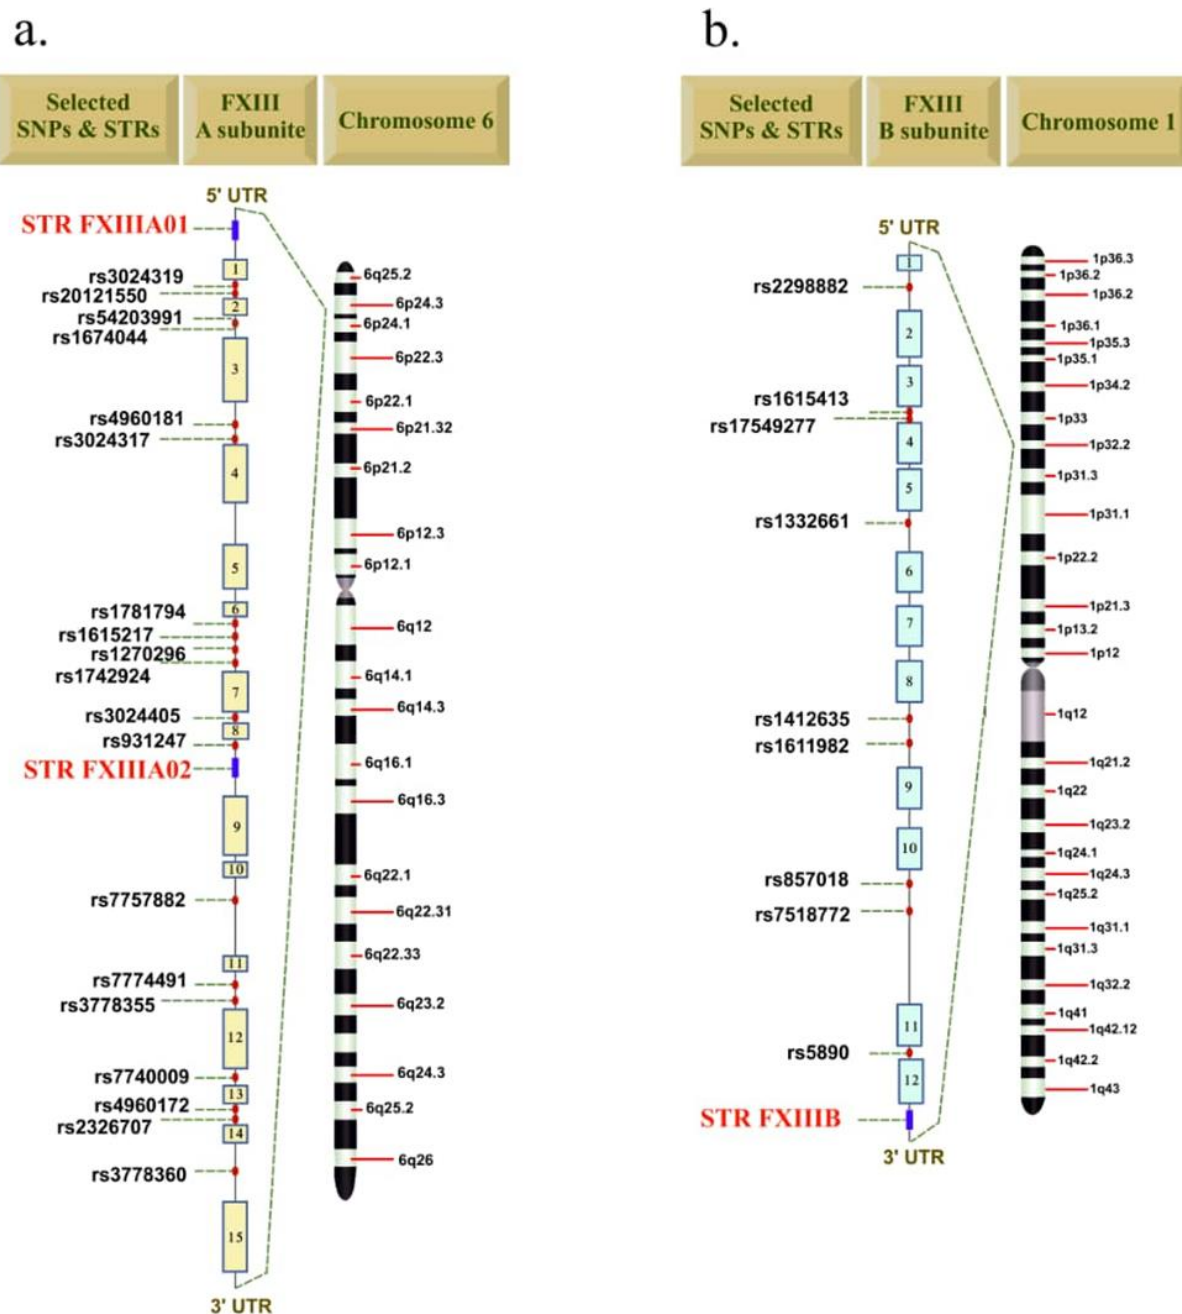 a.
Selected
SNPs & STRs
FXIII
A subunite
Chromosome 6
5' UTR
STR FXIIIA01
rs3024319
rs20121550
rs54203991
rs1674044
rs4960181
rs3024317
rs1781794
rs1615217
rs1270296
rs1742924
rs3024405
rs931247
STR FXIIIA02
rs7757882
rs7774491
rs3778355
rs7740009
rs4960172
rs2326707
rs3778360
1
2
3
4
5
6
7
8
9
10
11
12
13
14
15
3' UTR
6q25.2
6p24.3
6p24.1
6p22.3
6p22.1
6p21.32
6p21.2
6p12.3
6p12.1
6q12
6q14.1
6q14.3
6q16.1
6q16.3
6q22.1
6q22.31
6q22.33
6q23.2
6q24.3
6q25.2
6q26
b.
Selected
SNPs & STRs
FXIII
B subunite
Chromosome 1
5' UTR
rs2298882
rs1615413
rs17549277
rs1332661
rs1412635
rs1611982
rs857018
rs7518772
rs5890
STR FXIIIB
1
2
3
4
5
6
7
8
9
10
11
12
3' UTR
1p36.3
1p36.2
1p36.2
1p36.1
1p35.3
1p35.1
1p34.2
1p33
1p32.2
1p31.3
1p31.1
1p22.2
1p21.3
1p13.2
1p12
1q12
1q21.2
1q22
1q23.2
1q24.1
1q24.3
1q25.2
1q31.1
1q31.3
1q32.2
1q41
1q42.12
1q42.2
1q43